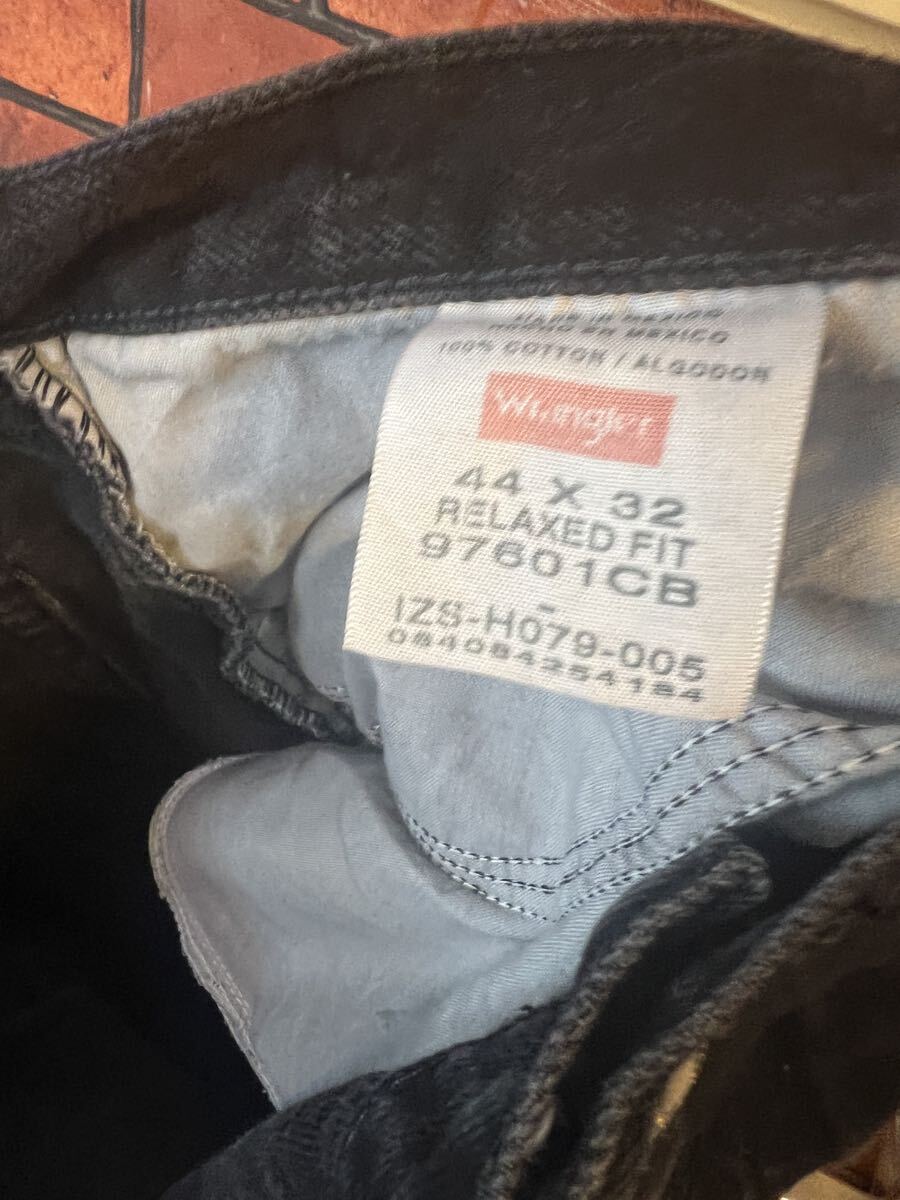 MADE IN MEXICO
HECHO EN MEXICO
100% COTTON / ALGODON
Wrangler
44 X 32
RELAXED FIT
97601CB
IZS-H079-005
084084254184